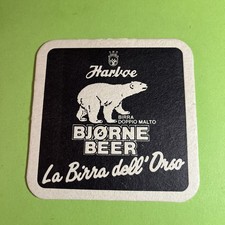 Harboe
BIRRA
DOPPIO MALTO
BJØRNE
BEER
La Birra dell'Orso